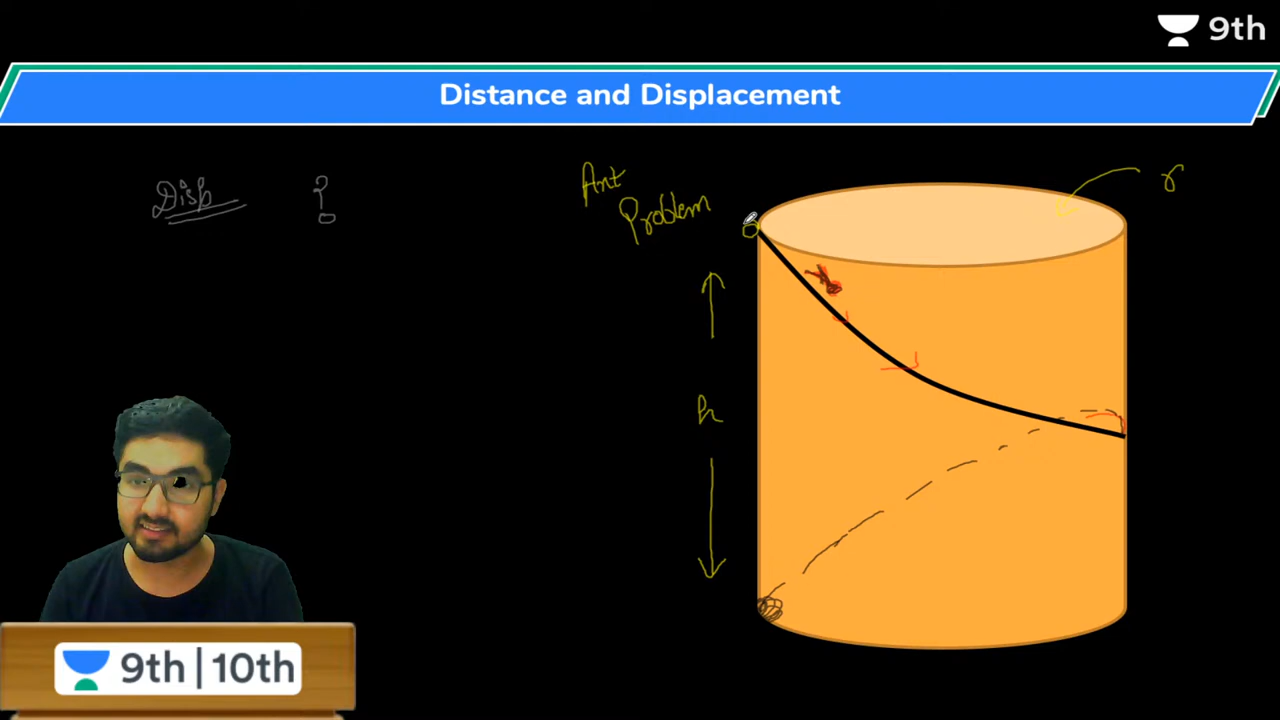 9th
Distance and Displacement
Disp ?
Ant
Problem
r
h
9th | 10th